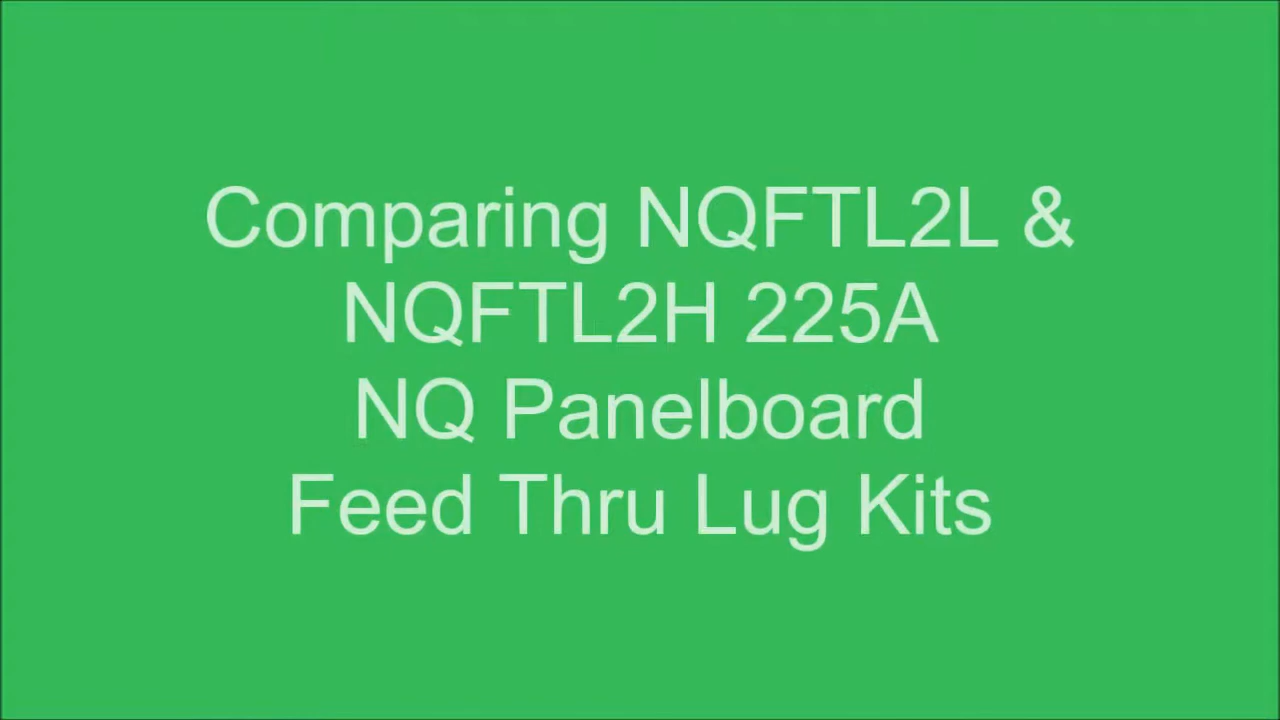 Comparing NQFTL2L &
NQFTL2H 225A
NQ Panelboard
Feed Thru Lug Kits